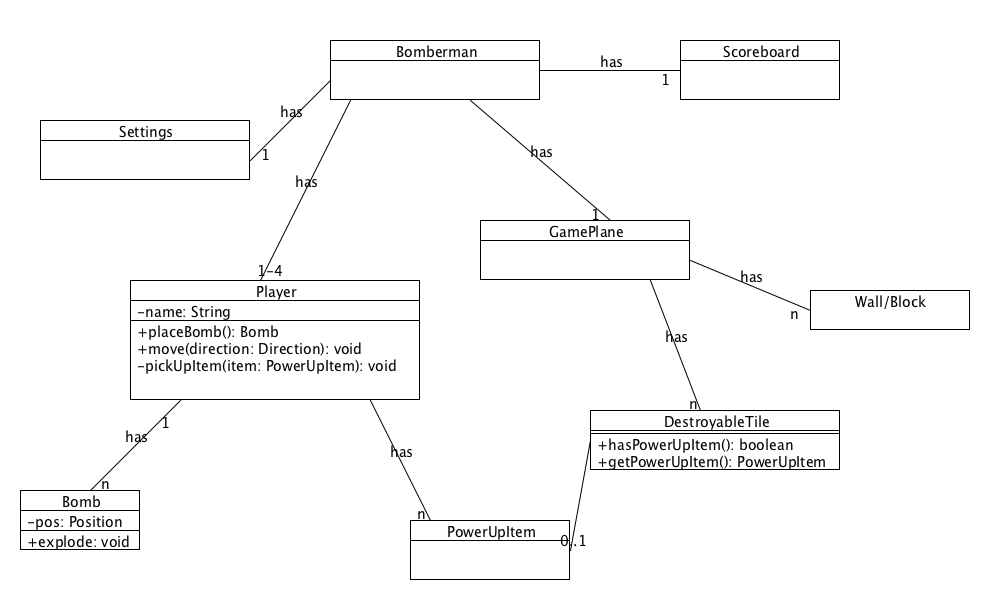 Bomberman
Scoreboard
has
1
has
Settings
1
has
has
1
GamePlane
1-4
Player
-name: String
+placeBomb(): Bomb
+move(direction: Direction): void
-pickUpItem(item: PowerUpItem): void
has
n
Wall/Block
has
n
DestroyableTile
+hasPowerUpItem(): boolean
+getPowerUpItem(): PowerUpItem
1
has
n
Bomb
-pos: Position
+explode: void
has
n
PowerUpItem
0..1